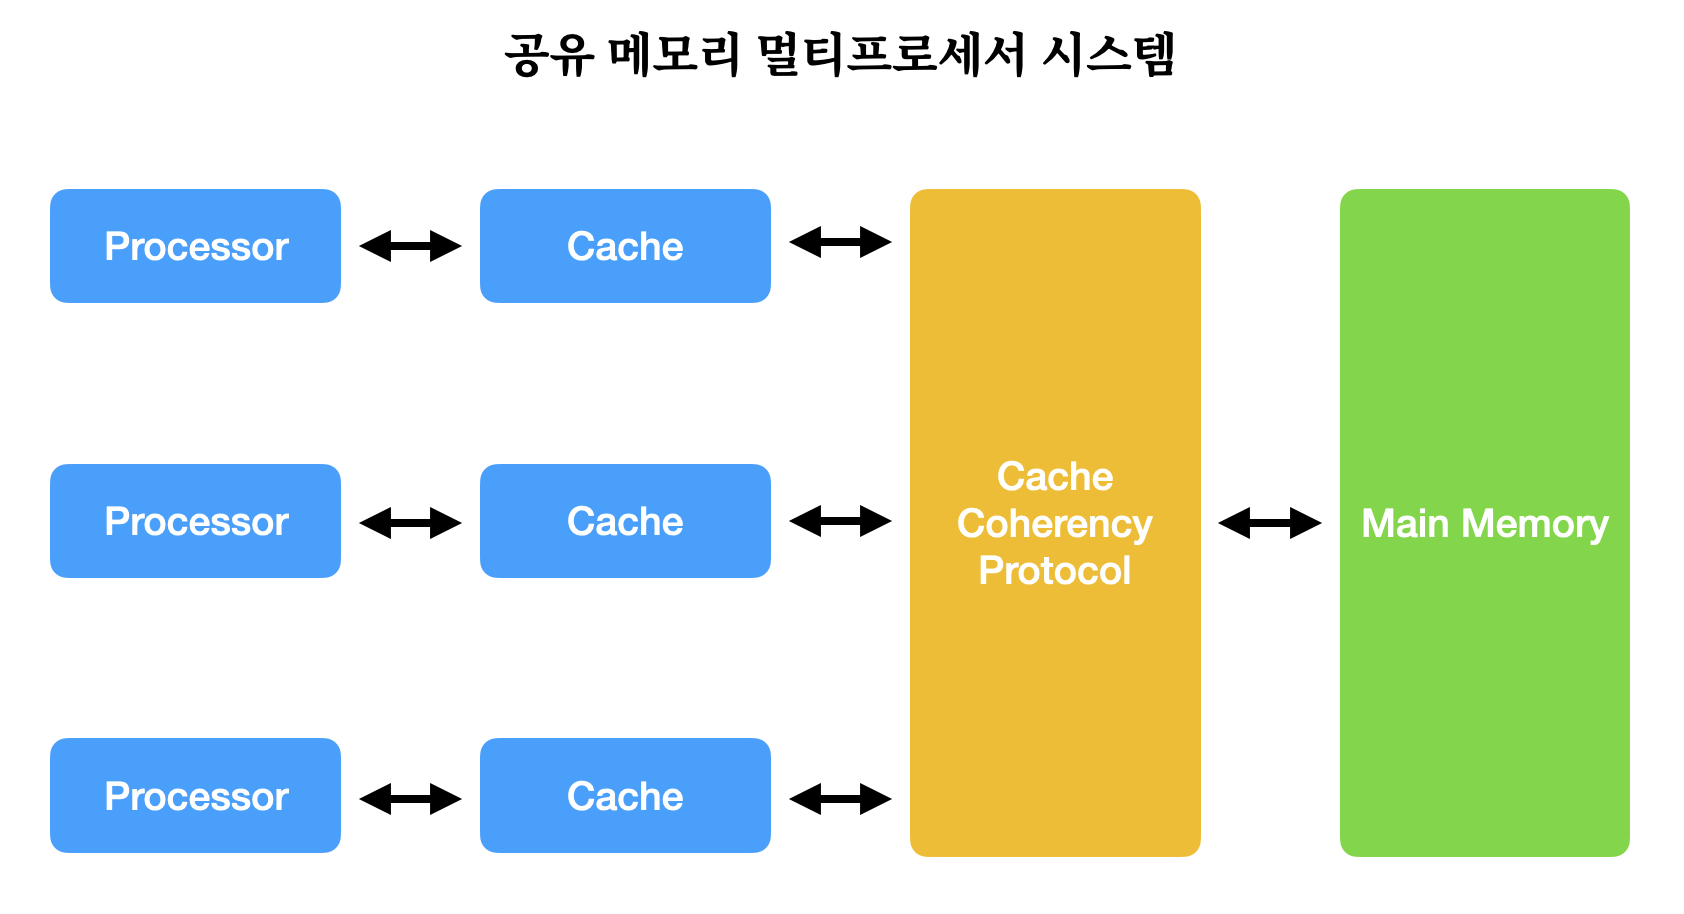 공유 메모리 멀티프로세서 시스템
Processor
Cache
Processor
Cache
Processor
Cache
Cache
Coherency
Protocol
Main Memory